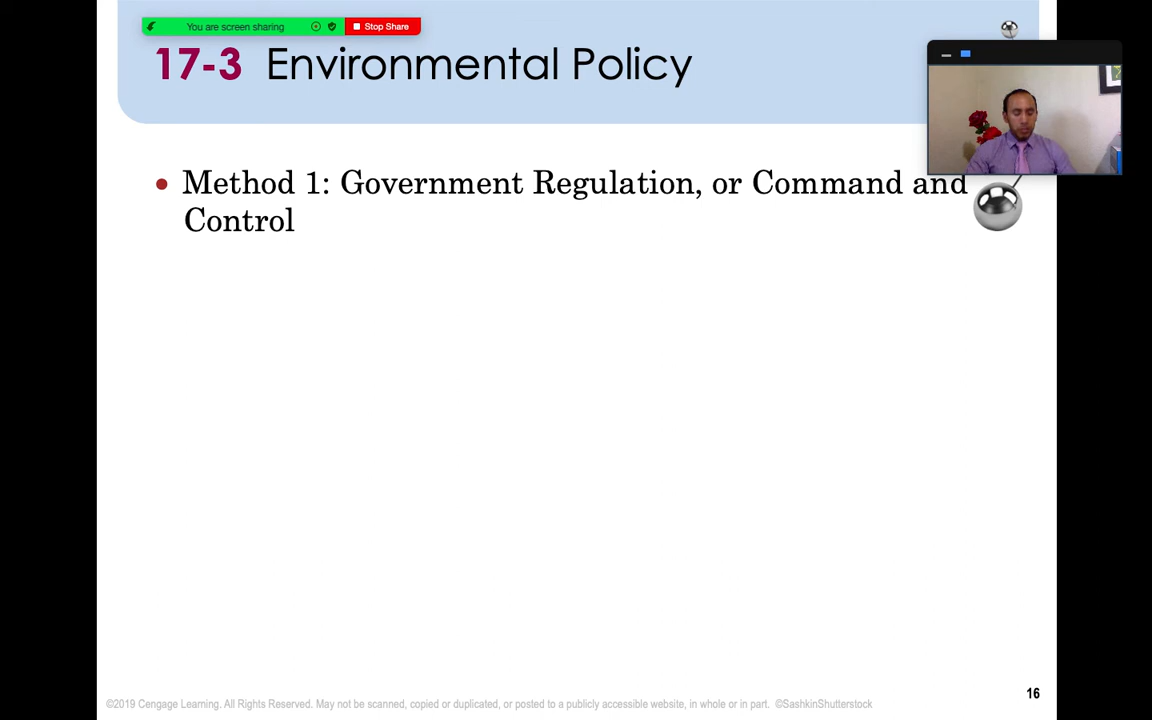 You are screen sharing
Stop Share
17-3 Environmental Policy
• Method 1: Government Regulation, or Command and
Control
16
©2019 Cengage Learning. All Rights Reserved. May not be scanned, copied or duplicated, or posted to a publicly accessible website, in whole or in part. ©SashkinShutterstock